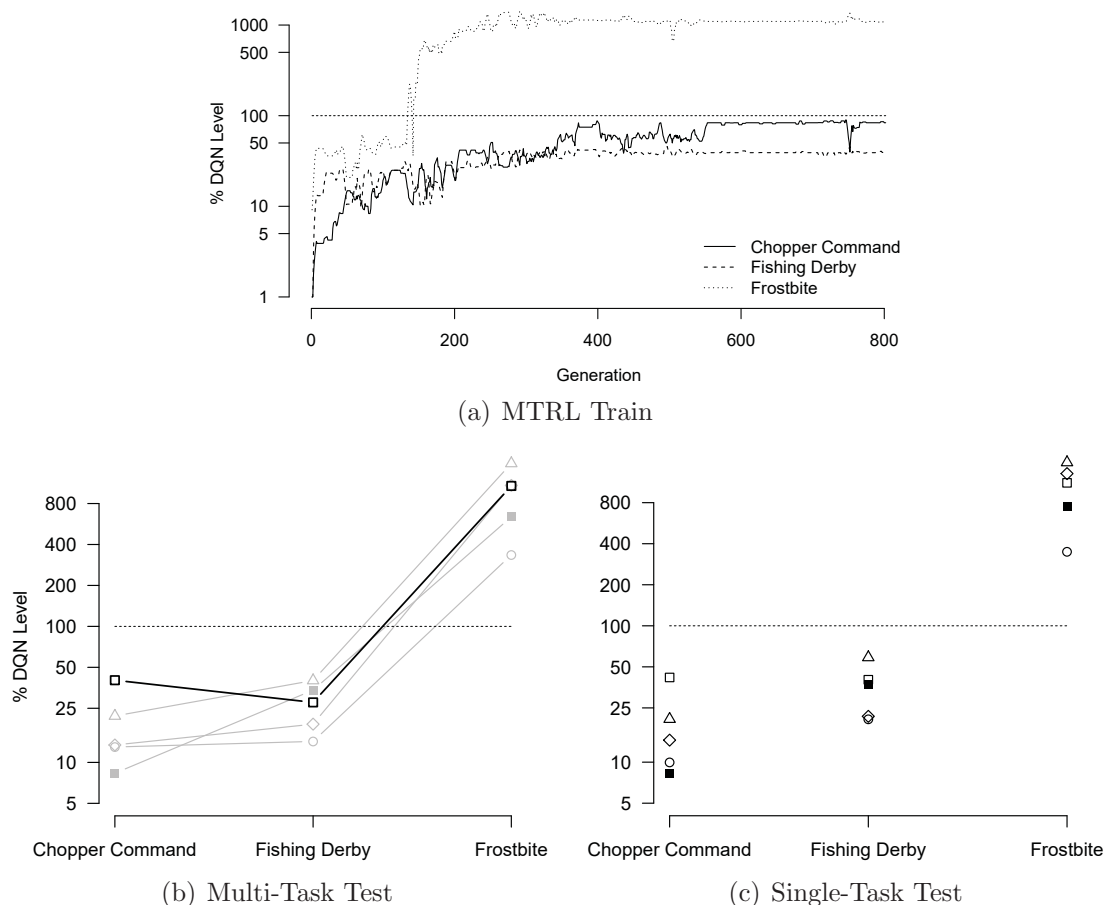 1000
500
100
50
10
5
1
% DQN Level
Chopper Command
Fishing Derby
Frostbite
0 200 400 600 800
Generation
(a) MTRL Train
800
400
200
100
50
25
10
5
% DQN Level
Chopper Command Fishing Derby Frostbite
(b) Multi-Task Test
800
400
200
100
50
25
10
5
Chopper Command Fishing Derby Frostbite
(c) Single-Task Test